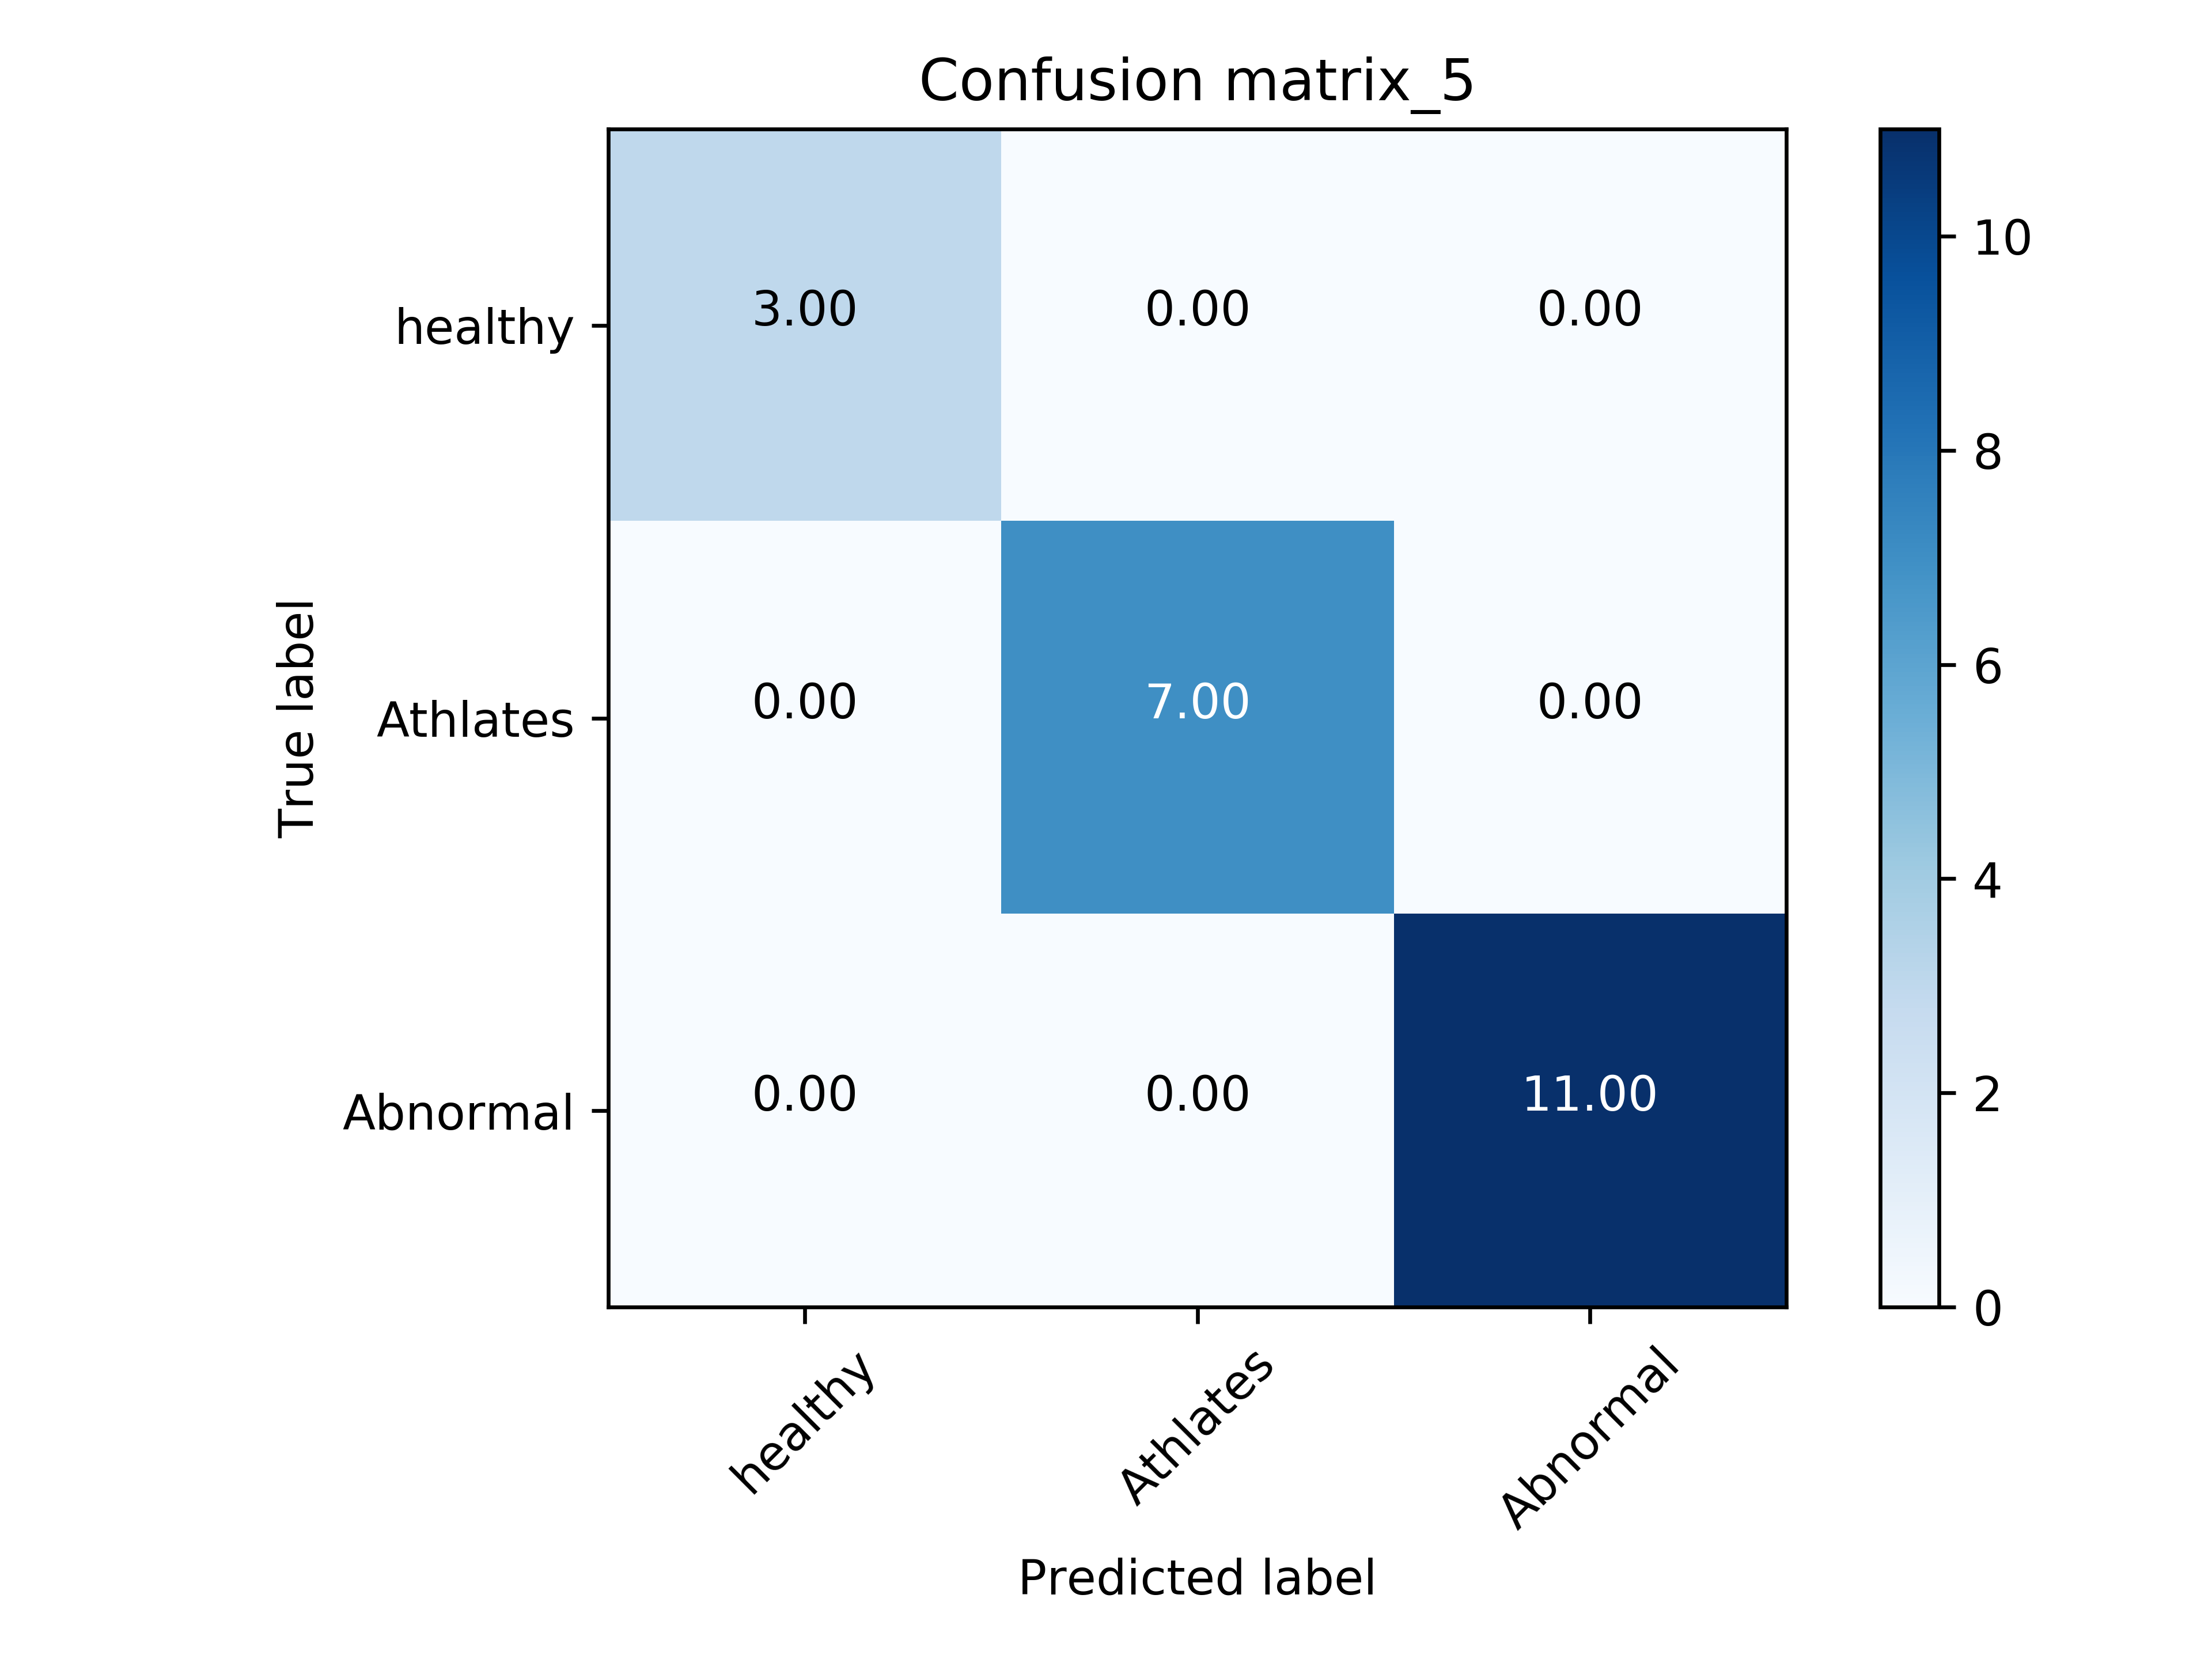 Confusion matrix_5
True label
healthy
Athlates
Abnormal
3.00 0.00 0.00
0.00 7.00 0.00
0.00 0.00 11.00
healthy
Athlates
Abnormal
Predicted label
10
8
6
4
2
0